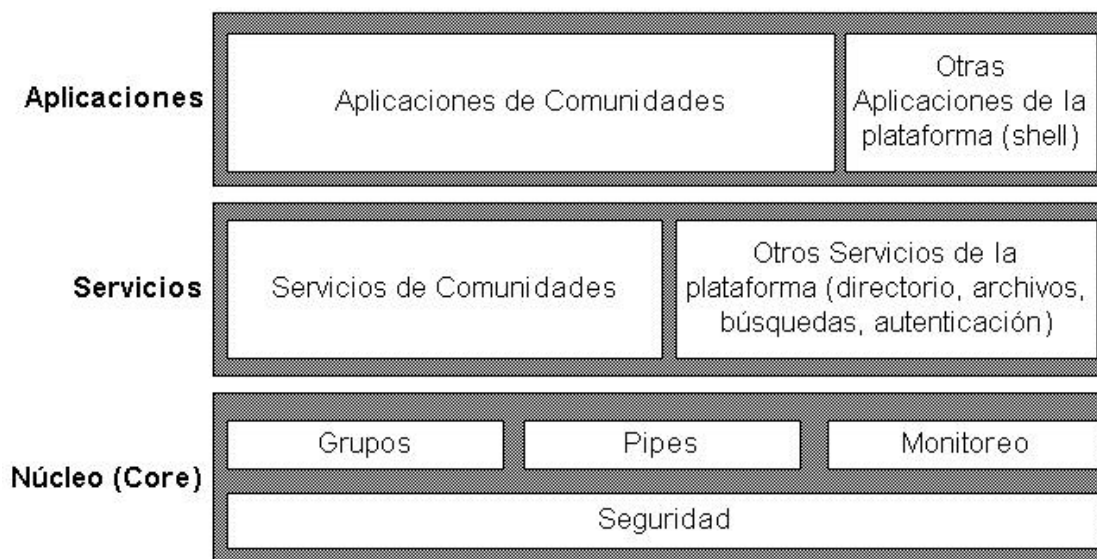 Aplicaciones
Aplicaciones de Comunidades
Otras
Aplicaciones de la
plataforma (shell)
Servicios
Servicios de Comunidades
Otros Servicios de la
plataforma (directorio, archivos,
búsquedas, autenticación)
Núcleo (Core)
Grupos
Pipes
Monitoreo
Seguridad